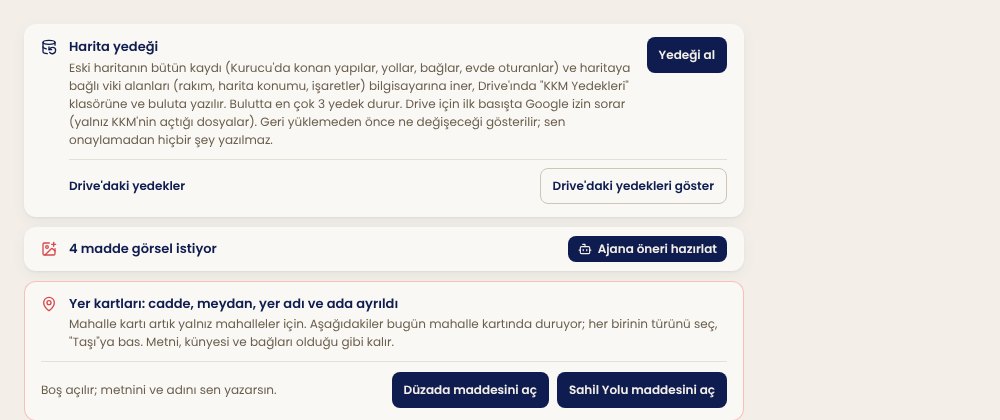 Harita yedeği
Yedeği al
Eski haritanın bütün kaydı (Kurucu'da konan yapılar, yollar, bağlar, evde oturanlar) ve haritaya
bağlı viki alanları (rakım, harita konumu, işaretler) bilgisayarına iner, Drive'ında "KKM Yedekleri"
klasörüne ve buluta yazılır. Bulutta en çok 3 yedek durur. Drive için ilk basışta Google izin sorar
(yalnız KKM'nin açtığı dosyalar). Geri yüklemeden önce ne değişeceği gösterilir; sen
onaylamadan hiçbir şey yazılmaz.
Drive'daki yedekler
Drive'daki yedekleri göster
4 madde görsel istiyor
Ajana öneri hazırlat
Yer kartları: cadde, meydan, yer adı ve ada ayrıldı
Mahalle kartı artık yalnız mahalleler için. Aşağıdakiler bugün mahalle kartında duruyor; her birinin türünü seç,
"Taşı"ya bas. Metni, künyesi ve bağları olduğu gibi kalır.
Boş açılır; metnini ve adını sen yazarsın.
Düzada maddesini aç
Sahil Yolu maddesini aç